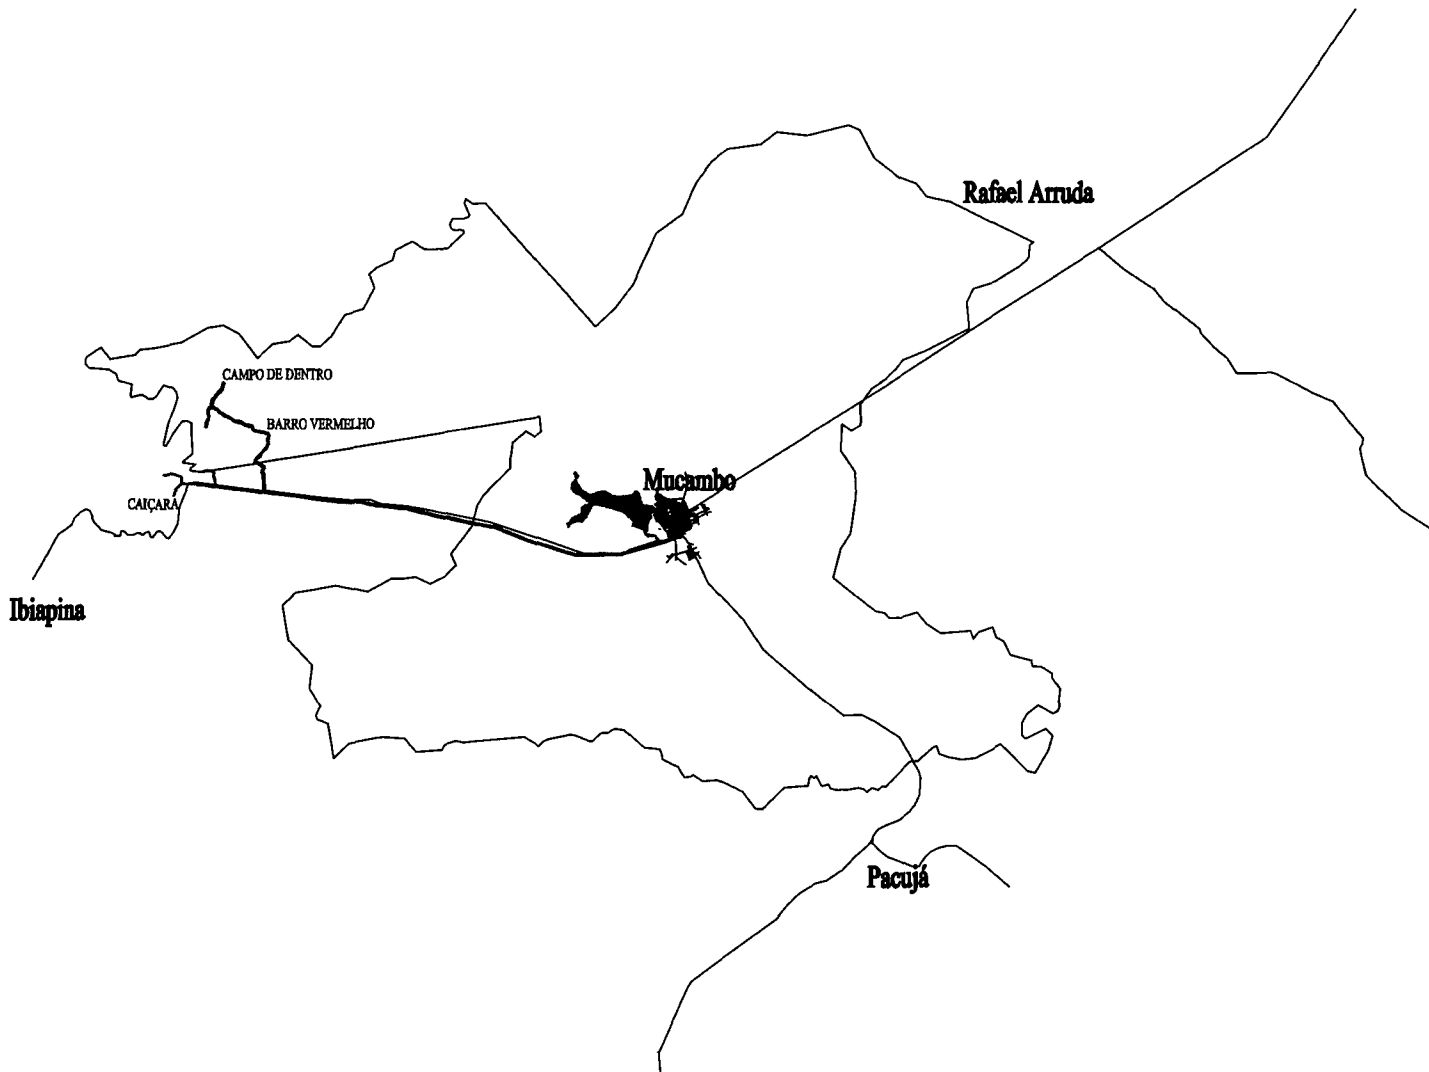 Rafael Arruda
CAMPO DE DENTRO
BARRO VERMELHO
Mucambo
CAIÇARA
Ibiapina
Pacujá